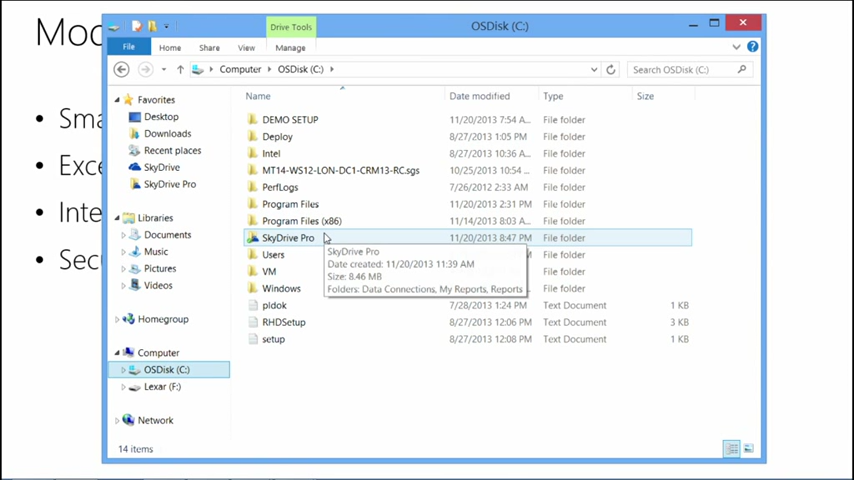 Moc
Drive Tools
OSDisk (C:)
File Home Share View Manage
Computer OSDisk (C:) Search OSDisk (C:)
Name Date modified Type Size
Favorites
Desktop
Downloads
Recent places
SkyDrive
SkyDrive Pro
Libraries
Documents
Music
Pictures
Videos
Homegroup
Computer
OSDisk (C:)
Lexar (F:)
Network
DEMO SETUP 11/20/2013 7:54 A... File folder
Deploy 8/27/2013 1:05 PM File folder
Intel 8/27/2013 10:36 A... File folder
MT14-WS12-LON-DC1-CRM13-RC.sgs 10/25/2013 10:54 ... File folder
PerfLogs 7/26/2012 2:33 AM File folder
Program Files 11/20/2013 2:31 PM File folder
Program Files (x86) 11/14/2013 8:03 A... File folder
SkyDrive Pro 11/20/2013 8:47 PM File folder
Users File folder
VM File folder
Windows File folder
pldok 7/28/2013 1:24 PM Text Document 1 KB
RHDSetup 8/27/2013 12:06 PM Text Document 3 KB
setup 8/27/2013 12:08 PM Text Document 1 KB
SkyDrive Pro
Date created: 11/20/2013 11:39 AM
Size: 8.46 MB
Folders: Data Connections, My Reports, Reports
14 items
• Sma
• Exce
• Inte
• Sec